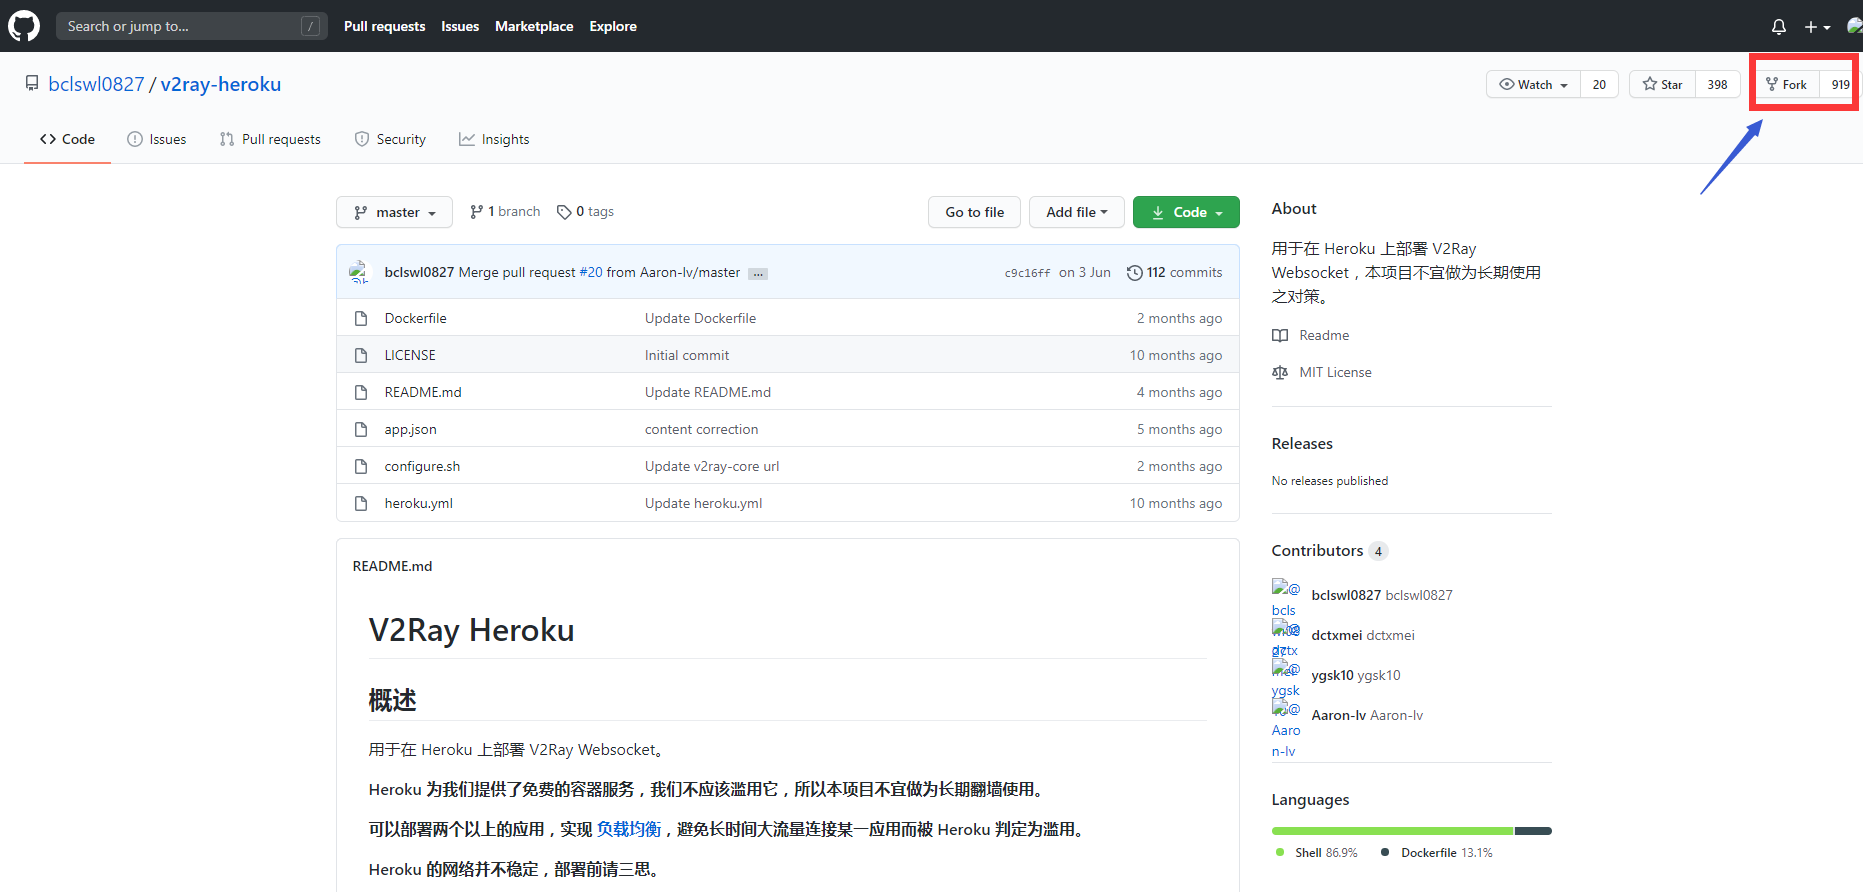 Search or jump to... /
Pull requests Issues Marketplace Explore
bclswl0827 / v2ray-heroku
Watch 20 Star 398 Fork 919
Code Issues Pull requests Security Insights
master 1 branch 0 tags Go to file Add file Code
bclswl0827 Merge pull request #20 from Aaron-lv/master ... c9c16ff on 3 Jun 112 commits
Dockerfile Update Dockerfile 2 months ago
LICENSE Initial commit 10 months ago
README.md Update README.md 4 months ago
app.json content correction 5 months ago
configure.sh Update v2ray-core url 2 months ago
heroku.yml Update heroku.yml 10 months ago
README.md
V2Ray Heroku
概述
用于在 Heroku 上部署 V2Ray Websocket。
Heroku 为我们提供了免费的容器服务，我们不应该滥用它，所以本项目不宜做为长期翻墙使用。
可以部署两个以上的应用，实现 负载均衡，避免长时间大流量连接某一应用而被 Heroku 判定为滥用。
Heroku 的网络并不稳定，部署前请三思。
About
用于在 Heroku 上部署 V2Ray
Websocket，本项目不宜做为长期使用
之对策。
Readme
MIT License
Releases
No releases published
Contributors 4
bclswl0827 bclswl0827
dctxmei dctxmei
ygsk10 ygsk10
Aaron-lv Aaron-lv
Languages
Shell 86.9% Dockerfile 13.1%